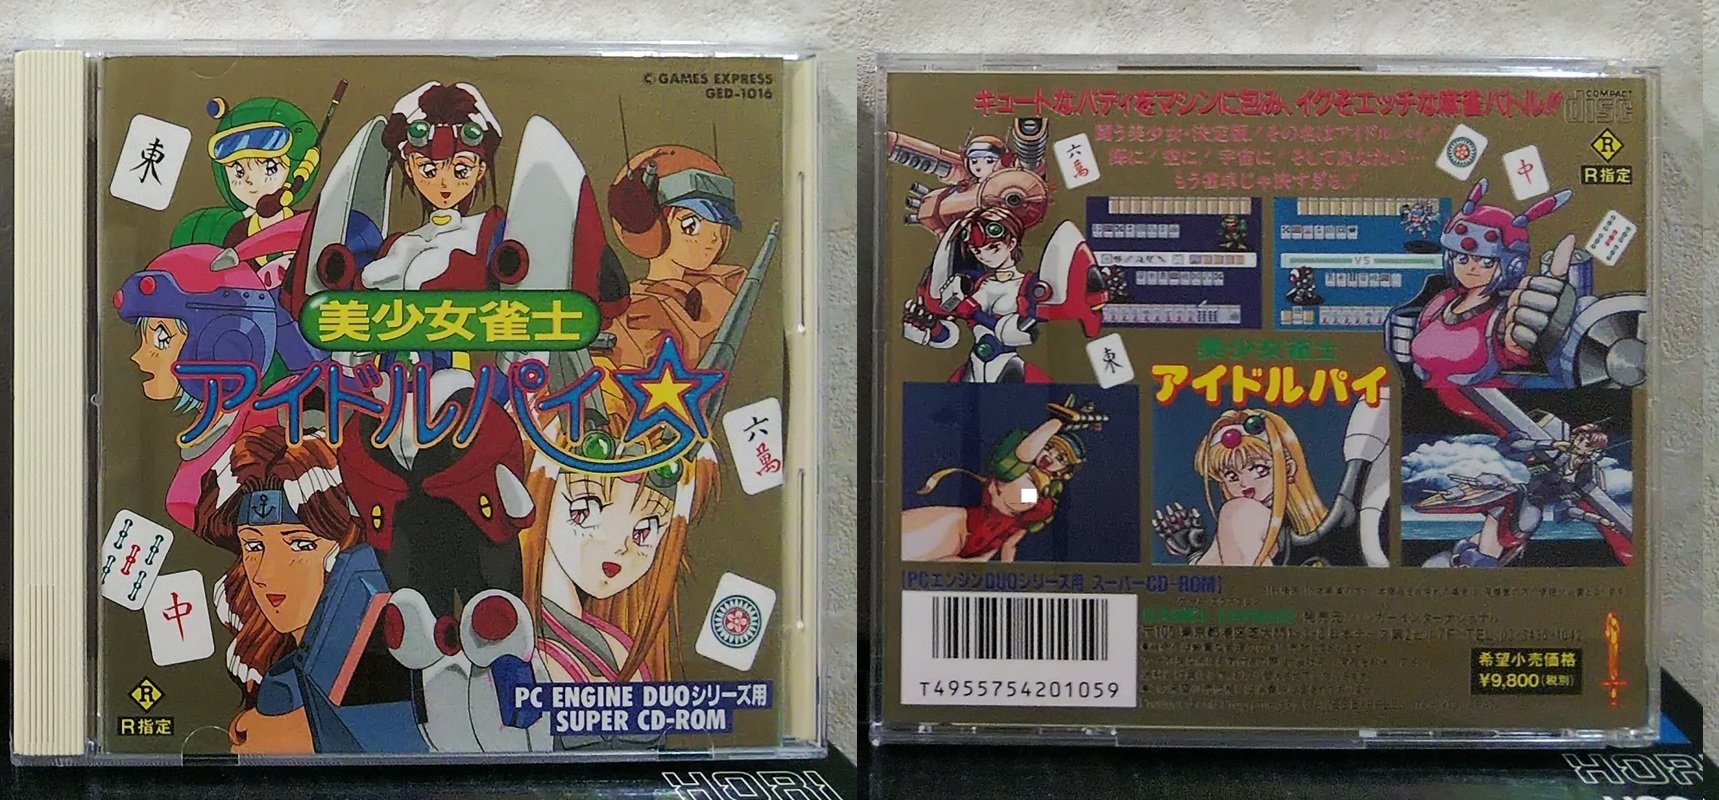 © GAMES EXPRESS
GED-1016
東
美少女雀士
アイドルパイ
六萬
中
R
R指定
PC ENGINE DUOシリーズ用
SUPER CD-ROM
HORI
キュートなバディをマシンに包み、イクぞエッチな麻雀バトル!!
COMPACT
disc
闘う美少女・決定版!その名はアイドルパイ!!
海に!空に!宇宙に!そしてあなたの…
もう雀卓じゃ狭すぎる!!
六萬
中
R
R指定
VS
東
美少女雀士
アイドルパイ
【PCエンジンDUOシリーズ用 スーパーCD-ROM】
GAMES EXPRESS
T4955754201059
希望小売価格
¥9,800(税別)